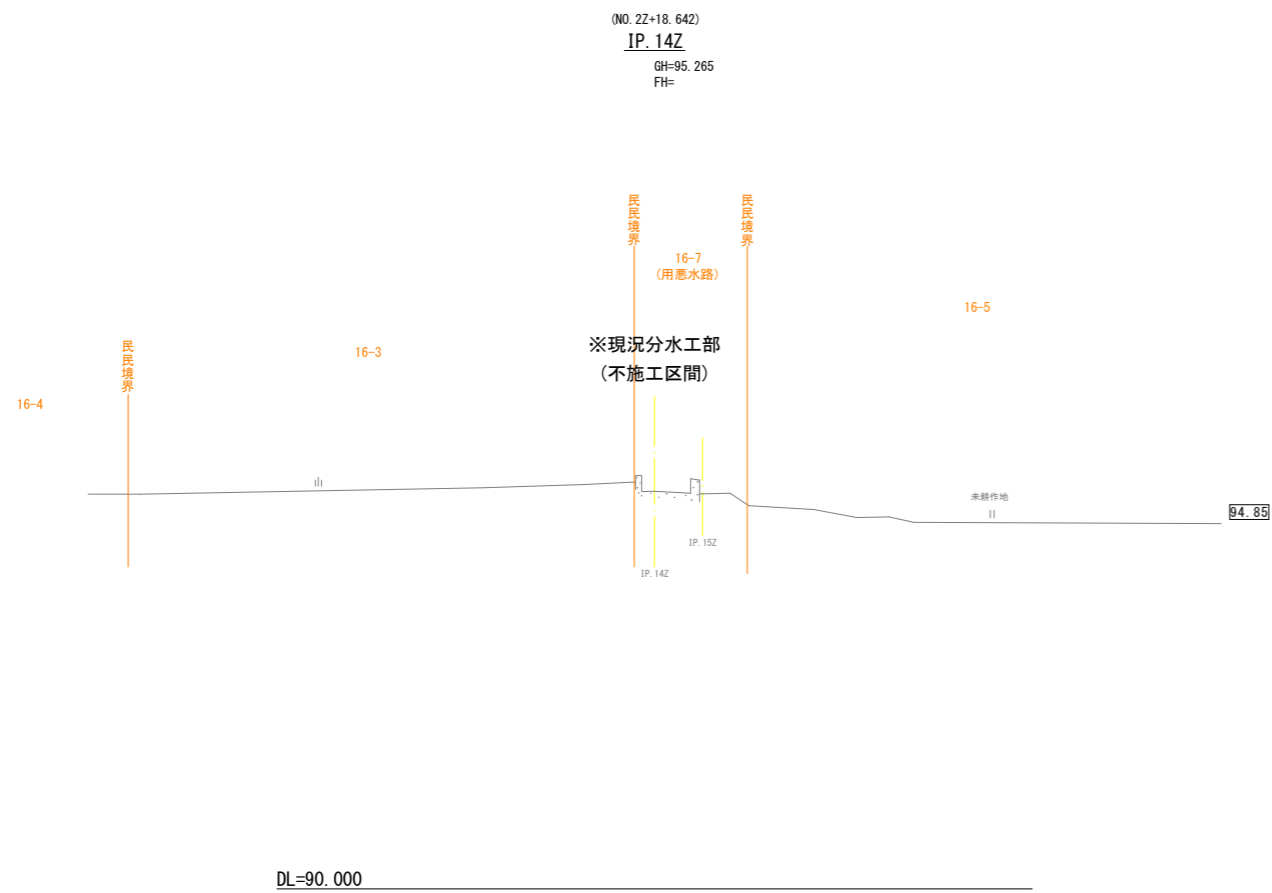 (NO. 2Z+18. 642)
IP. 14Z
GH=95. 265
FH=
民民境界
民民境界
16-7
(用悪水路)
16-5
※現況分水工部
(不施工区間)
民民境界
16-3
16-4
未耕作地
94. 85
IP. 15Z
IP. 14Z
DL=90. 000